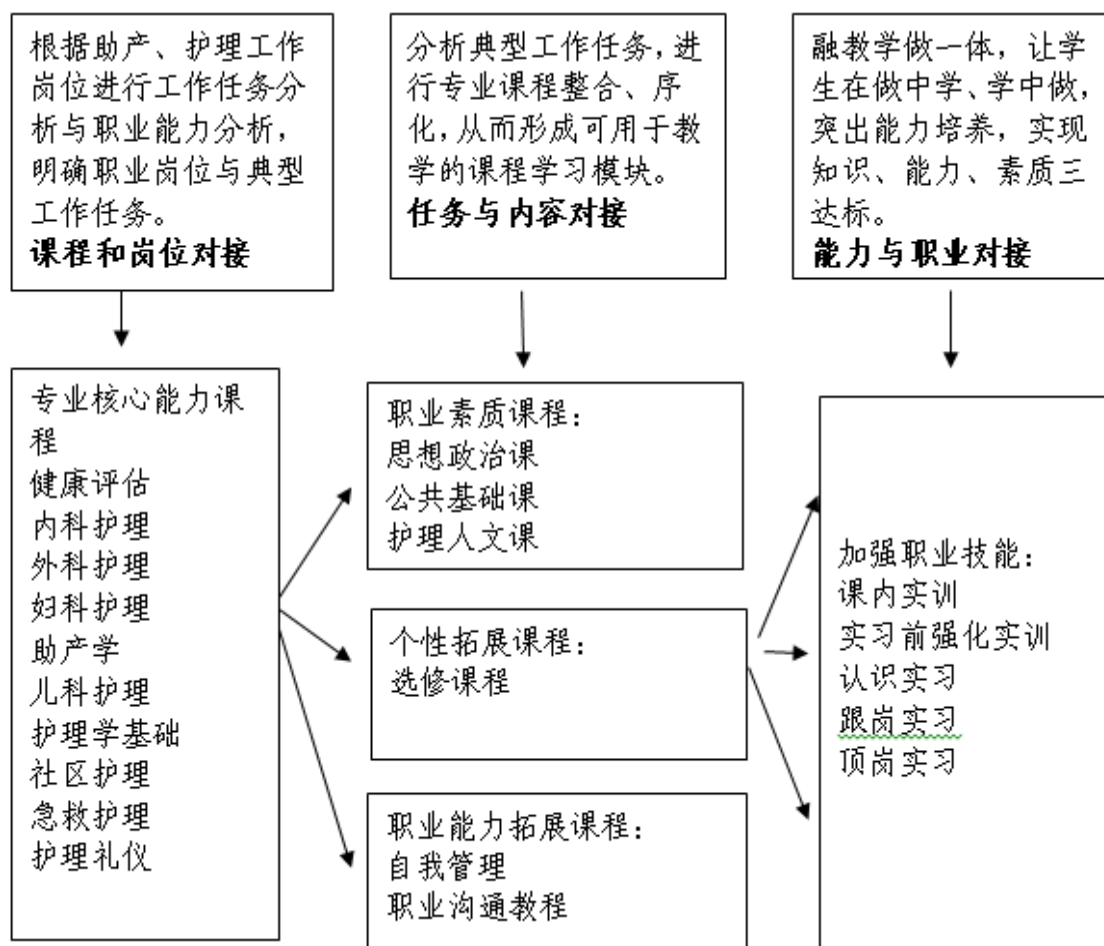 根据助产、护理工作
岗位进行工作任务分
析与职业能力分析，
明确职业岗位与典型
工作任务。
课程和岗位对接
分析典型工作任务，进
行专业课程整合、序
化，从而形成可用于教
学的课程学习模块。
任务与内容对接
融教学做一体，让学
生在做中学、学中做，
突出能力培养，实现
知识、能力、素质三
达标。
能力与职业对接
专业核心能力课
程
健康评估
内科护理
外科护理
妇科护理
助产学
儿科护理
护理学基础
社区护理
急救护理
护理礼仪
职业素质课程：
思想政治课
公共基础课
护理人文课
个性拓展课程：
选修课程
职业能力拓展课程：
自我管理
职业沟通教程
加强职业技能：
课内实训
实习前强化实训
认识实习
跟岗实习
顶岗实习